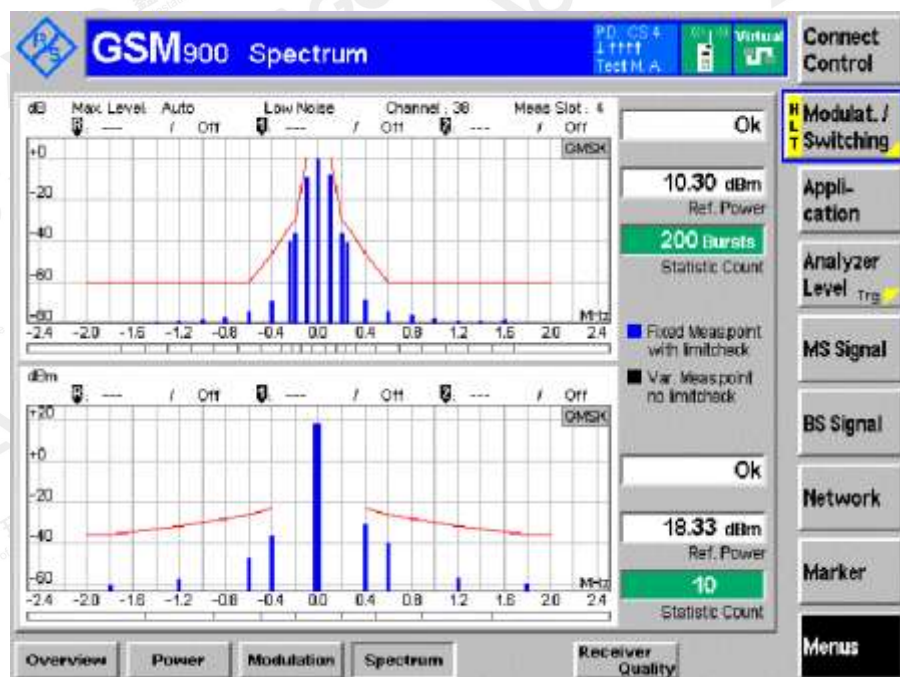 R&S
GSM900 Spectrum
PD: CS4
Test M. A
Virtual
Connect Control
dB Max. Level: Auto Low Noise Channel: 38 Meas Slot: 4
--- / Off --- / Off --- / Off
GMSK
+0
-20
-40
-60
-80
MHz
-2.4 -2.0 -1.6 -1.2 -0.8 -0.4 0.0 0.4 0.8 1.2 1.6 2.0 2.4
Ok
10.30 dBm
Ref. Power
200 Bursts
Statistic Count
Fixed Meas.point
with limitcheck
Var. Meas.point
no limitcheck
dBm
--- / Off --- / Off --- / Off
GMSK
+20
+0
-20
-40
-60
MHz
-2.4 -2.0 -1.6 -1.2 -0.8 -0.4 0.0 0.4 0.8 1.2 1.6 2.0 2.4
Ok
18.33 dBm
Ref. Power
10
Statistic Count
HLT
Modulat. /
Switching
Appli-
cation
Analyzer
Level Trg
MS Signal
BS Signal
Network
Marker
Menus
Overview
Power
Modulation
Spectrum
Receiver
Quality